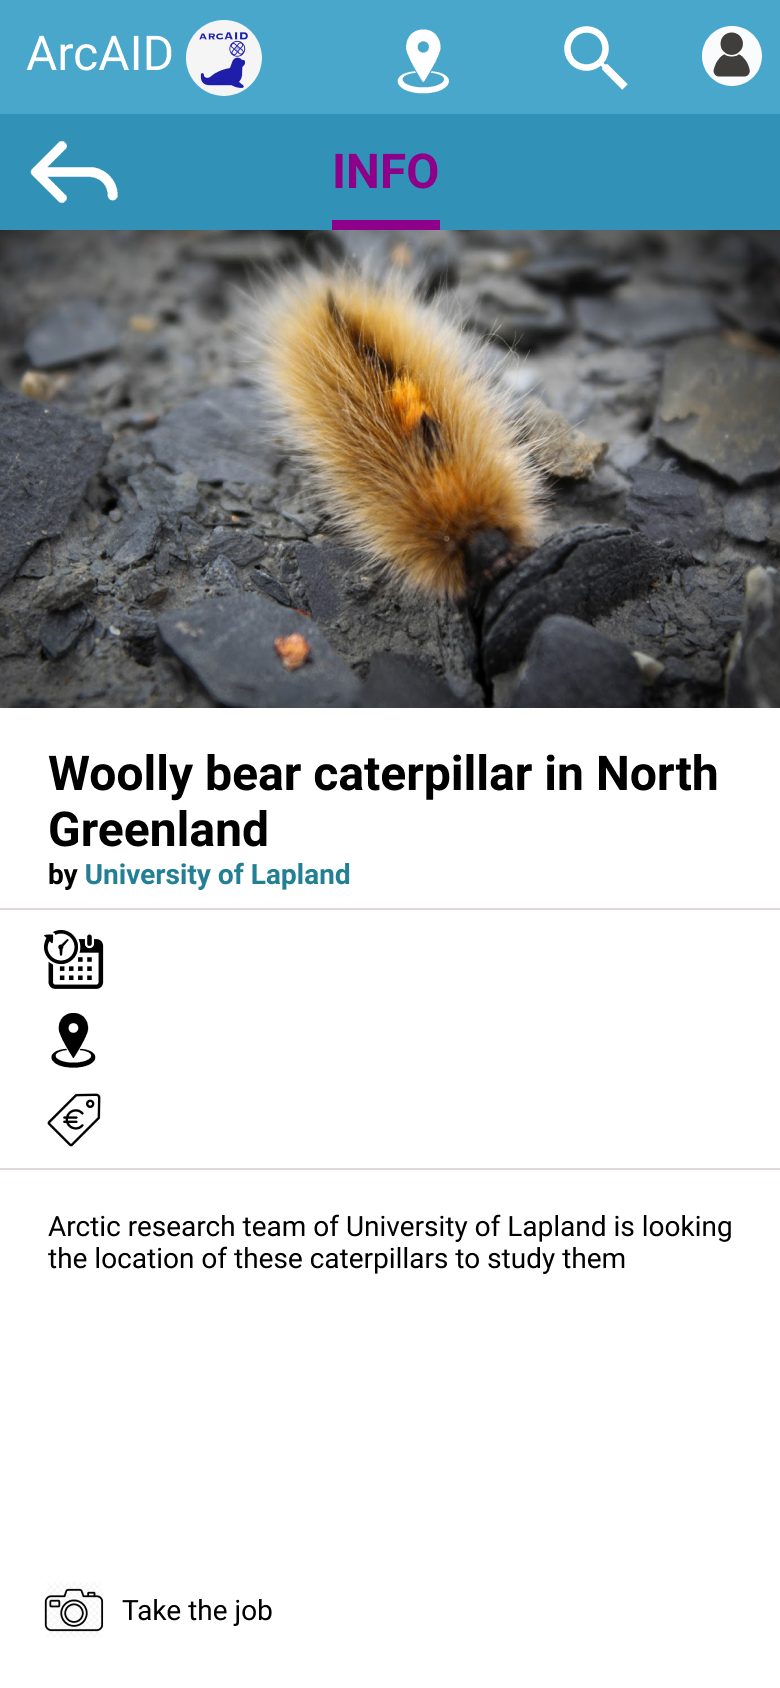 ArcAID
ARCAID
INFO
Woolly bear caterpillar in North
Greenland
by University of Lapland
€
Arctic research team of University of Lapland is looking
the location of these caterpillars to study them
Take the job